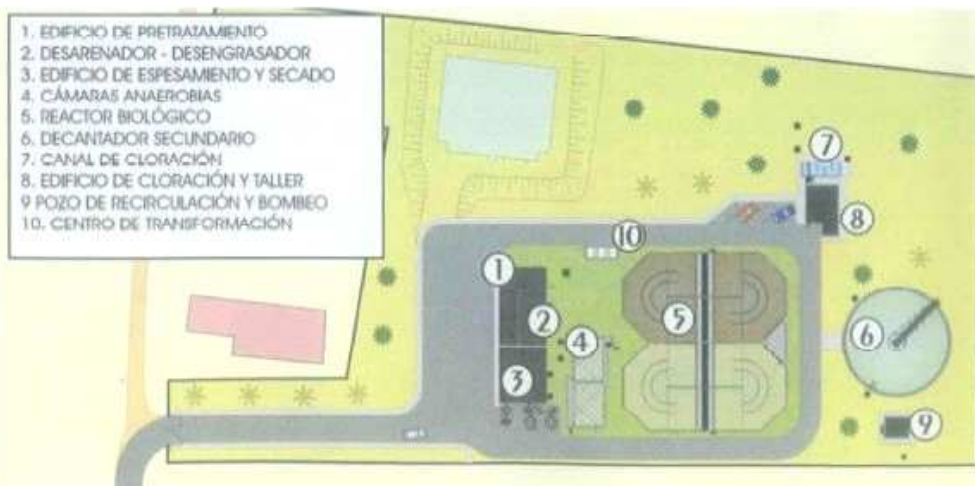 1. EDIFICIO DE PRETRATAMIENTO
2. DESARENADOR - DESENGRASADOR
3. EDIFICIO DE ESPESAMIENTO Y SECADO
4. CÁMARAS ANAEROBIAS
5. REACTOR BIOLÓGICO
6. DECANTADOR SECUNDARIO
7. CANAL DE CLORACIÓN
8. EDIFICIO DE CLORACIÓN Y TALLER
9 POZO DE RECIRCULACIÓN Y BOMBEO
10. CENTRO DE TRANSFORMACIÓN
7
8
10
1
2
5
4
6
3
9